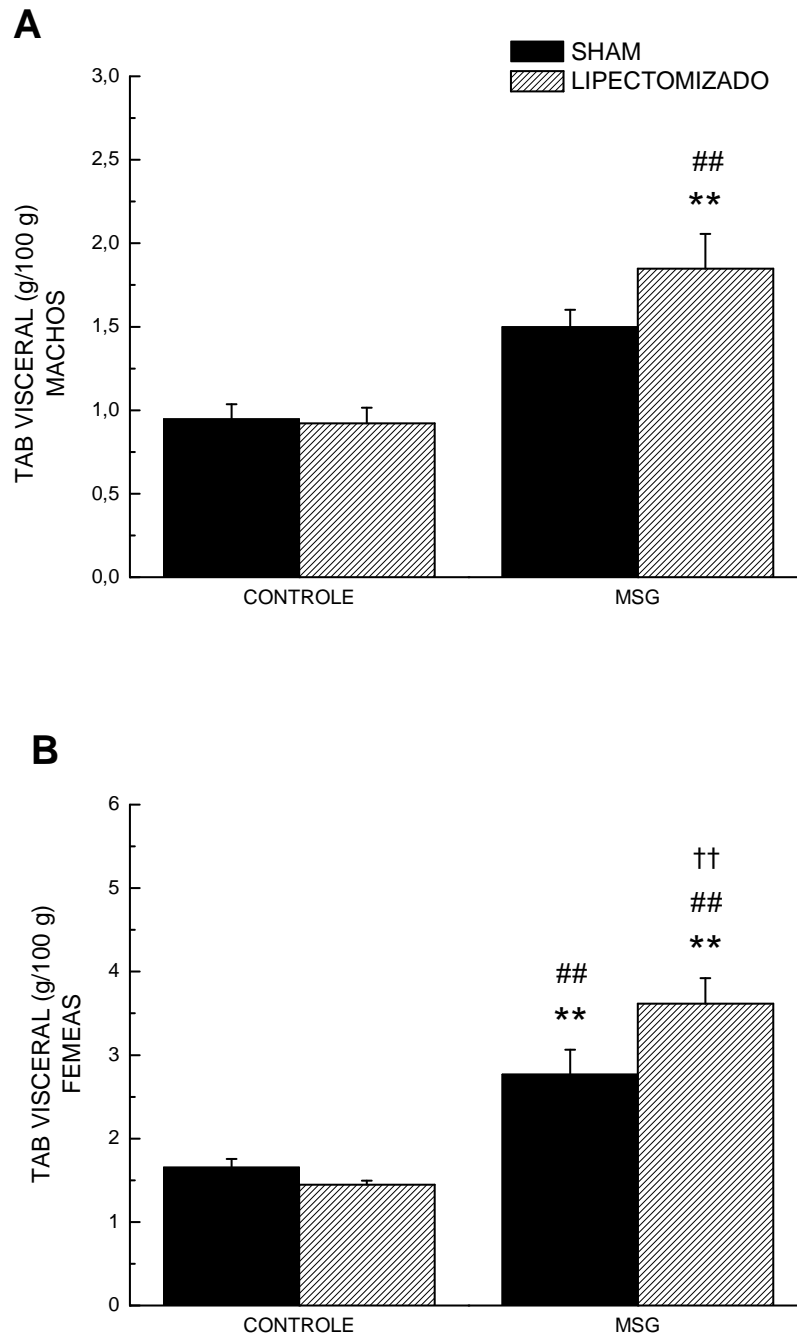 A
SHAM
LIPECTOMIZADO
TAB VISCERAL (g/100 g)
MACHOS
3,0
2,5
2,0
1,5
1,0
0,5
0,0
##
**
CONTROLE
MSG
B
TAB VISCERAL (g/100 g)
FEMEAS
6
5
4
3
2
1
0
##
**
††
##
**
CONTROLE
MSG